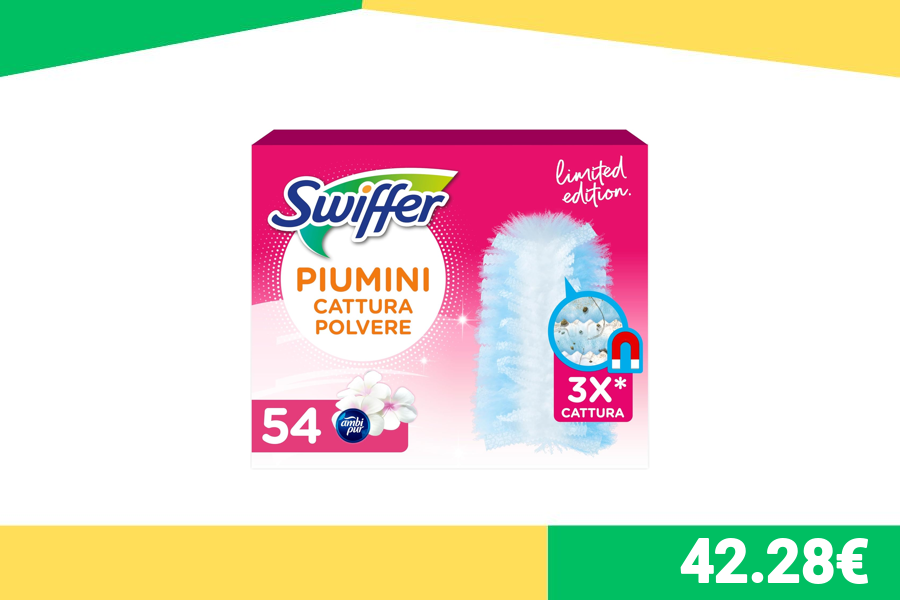 limited
edition.
Swiffer
PIUMINI
CATTURA
POLVERE
3X*
CATTURA
54
ambi
pur
42.28€